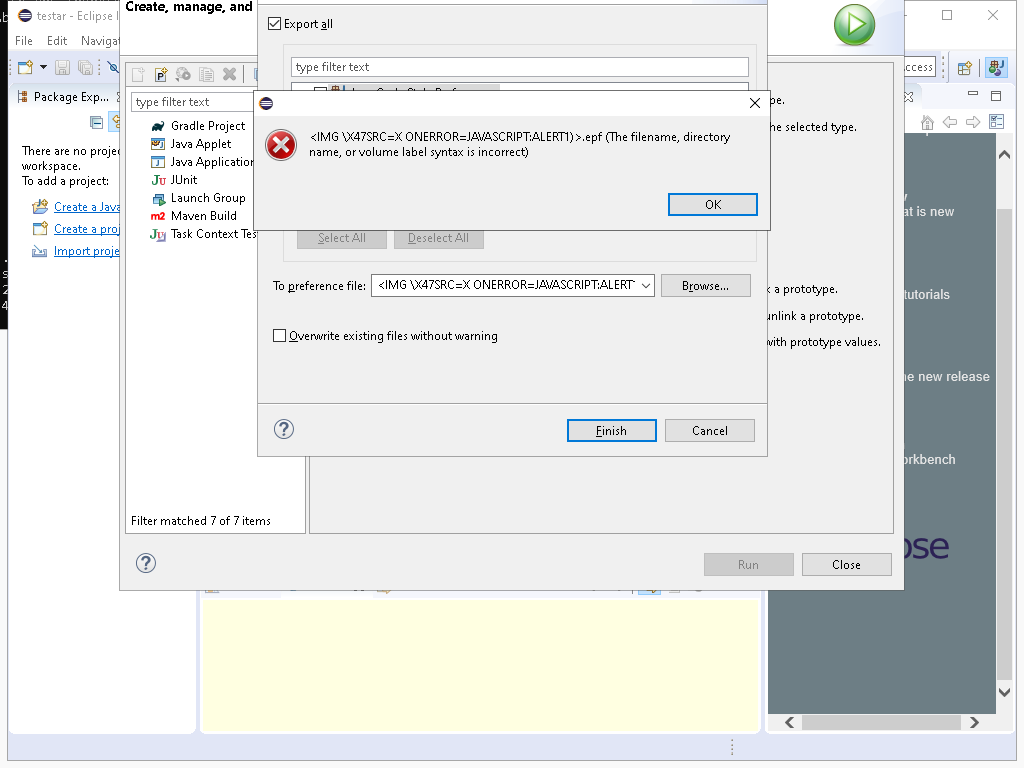 testar - Eclipse I
File Edit Navigat
Create, manage, and
Export all
type filter text
ccess
Package Exp...
type filter text
Gradle Project
Java Applet
Java Application
JUnit
Launch Group
Maven Build
Task Context Tes
Filter matched 7 of 7 items
There are no proje
workspace.
To add a project:
Create a Java
Create a proj
Import proje
<IMG \X47SRC=X ONERROR=JAVASCRIPT:ALERT1)>.epf (The filename, directory
name, or volume label syntax is incorrect)
OK
Select All Deselect All
To preference file: <IMG \X47SRC=X ONERROR=JAVASCRIPT:ALERT Browse...
Overwrite existing files without warning
Finish Cancel
pe.
he selected type.
k a prototype.
unlink a prototype.
with prototype values.
Run Close
at is new
tutorials
he new release
orkbench
ose